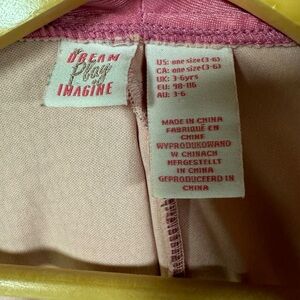 DREAM
Play
IMAGINE
US: one size(3-6)
CA: one size(3-6)
UK: 3-6yrs
EU: 98-116
AU: 3-6
MADE IN CHINA
FABRIQUÉ EN
CHINE
WYPRODUKOWANO
W CHINACH
HERGESTELLT
IN CHINA
GEPRODUCEERD IN
CHINA